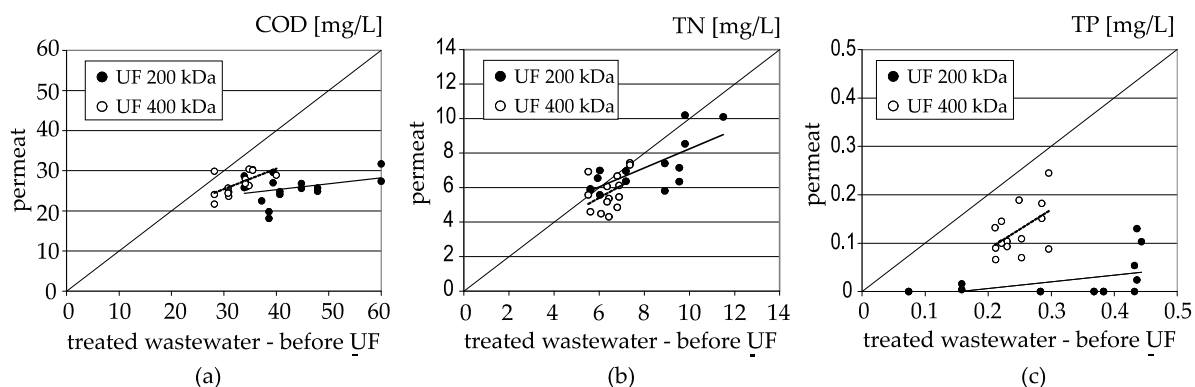 COD [mg/L]
60
50
40
30
20
10
0
0 10 20 30 40 50 60
UF 200 kDa
UF 400 kDa
permeat
treated wastewater - before UF
(a)
TN [mg/L]
14
12
10
8
6
4
2
0
0 2 4 6 8 10 12 14
UF 200 kDa
UF 400 kDa
permeat
treated wastewater - before UF
(b)
TP [mg/L]
0.5
0.4
0.3
0.2
0.1
0
0 0.1 0.2 0.3 0.4 0.5
UF 200 kDa
UF 400 kDa
permeat
treated wastewater - before UF
(c)